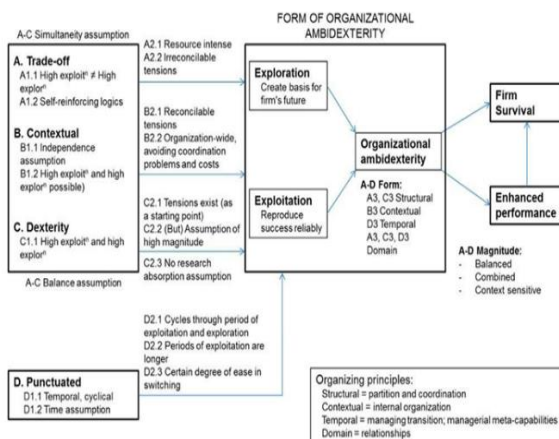 A-C Simultaneity assumption
A. Trade-off
A1.1 High exploitⁿ ≠ High
explorⁿ
A1.2 Self-reinforcing logics
B. Contextual
B1.1 Independence
assumption
B1.2 High exploitⁿ and high
explorⁿ possible)
C. Dexterity
C1.1 High exploitⁿ and high
explorⁿ
A-C Balance assumption
A2.1 Resource intense
A2.2 Irreconcilable
tensions
B2.1 Reconcilable
tensions
B2.2 Organization-wide,
avoiding coordination
problems and costs
C2.1 Tensions exist (as
a starting point)
C2.2 (But) Assumption of
high magnitude
C2.3 No research
absorption assumption
FORM OF ORGANIZATIONAL
AMBIDEXTERITY
Exploration
Create basis for
firm's future
Exploitation
Reproduce
success reliably
Organizational
ambidexterity
A-D Form:
A3, C3 Structural
B3 Contextual
D3 Temporal
A3, C3, D3
Domain
Firm
Survival
Enhanced
performance
A-D Magnitude:
- Balanced
- Combined
- Context sensitive
D. Punctuated
D1.1 Temporal, cyclical
D1.2 Time assumption
D2.1 Cycles through period of
exploitation and exploration
D2.2 Periods of exploitation are
longer
D2.3 Certain degree of ease in
switching
Organizing principles:
Structural = partition and coordination
Contextual = internal organization
Temporal = managing transition; managerial meta-capabilities
Domain = relationships